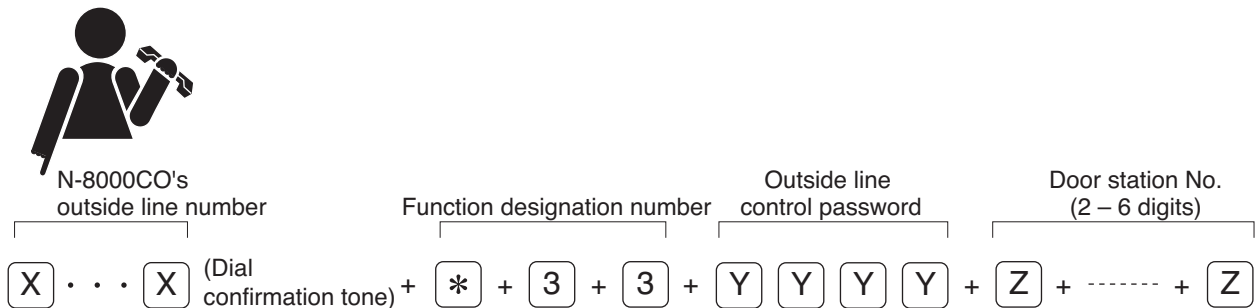 N-8000CO's
outside line number
Function designation number
Outside line
control password
Door station No.
(2 – 6 digits)
X · · · X (Dial confirmation tone) + * + 3 + 3 + Y Y Y Y + Z + -------- + Z